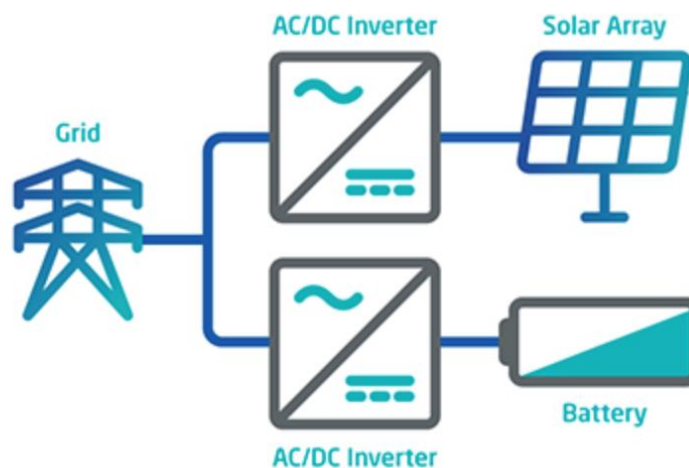 AC/DC Inverter
Solar Array
Grid
Battery
AC/DC Inverter